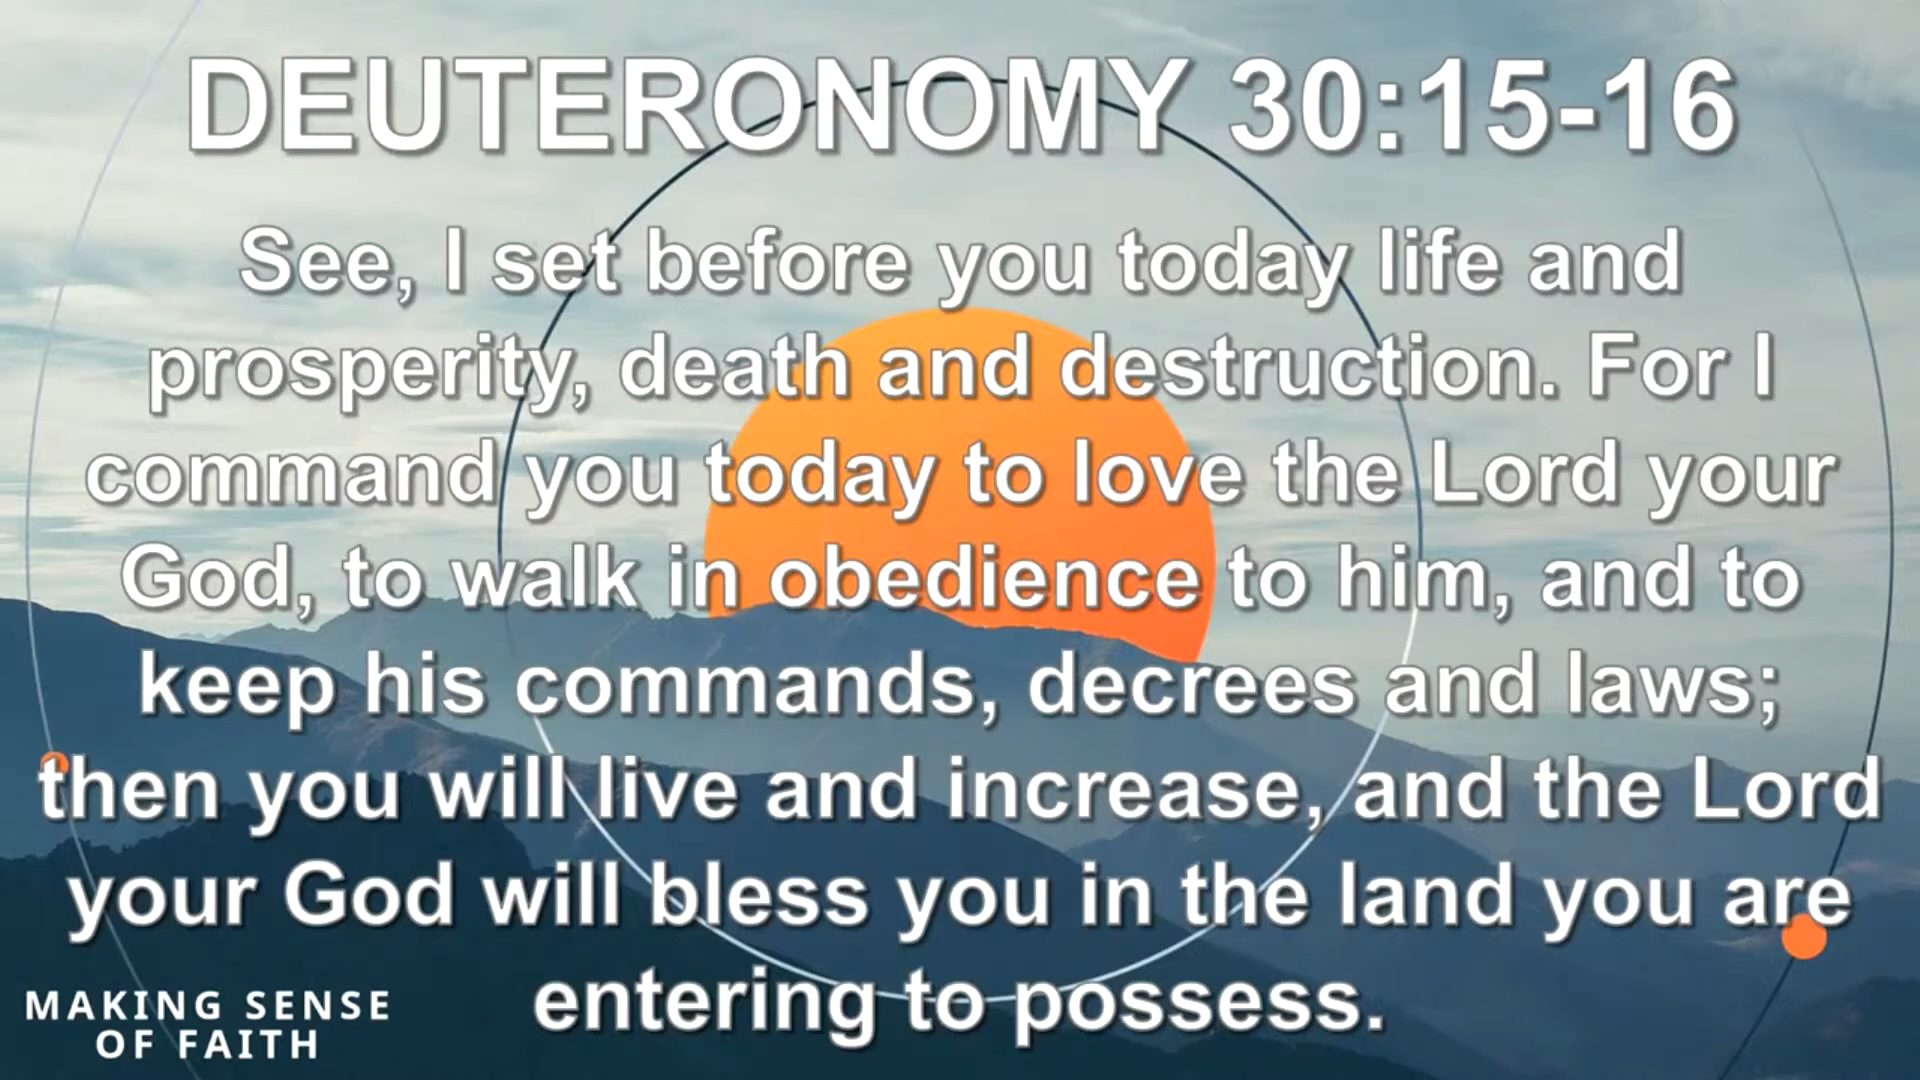 DEUTERONOMY 30:15-16
See, I set before you today life and
prosperity, death and destruction. For I
command you today to love the Lord your
God, to walk in obedience to him, and to
keep his commands, decrees and laws;
then you will live and increase, and the Lord
your God will bless you in the land you are
entering to possess.
MAKING SENSE
OF FAITH